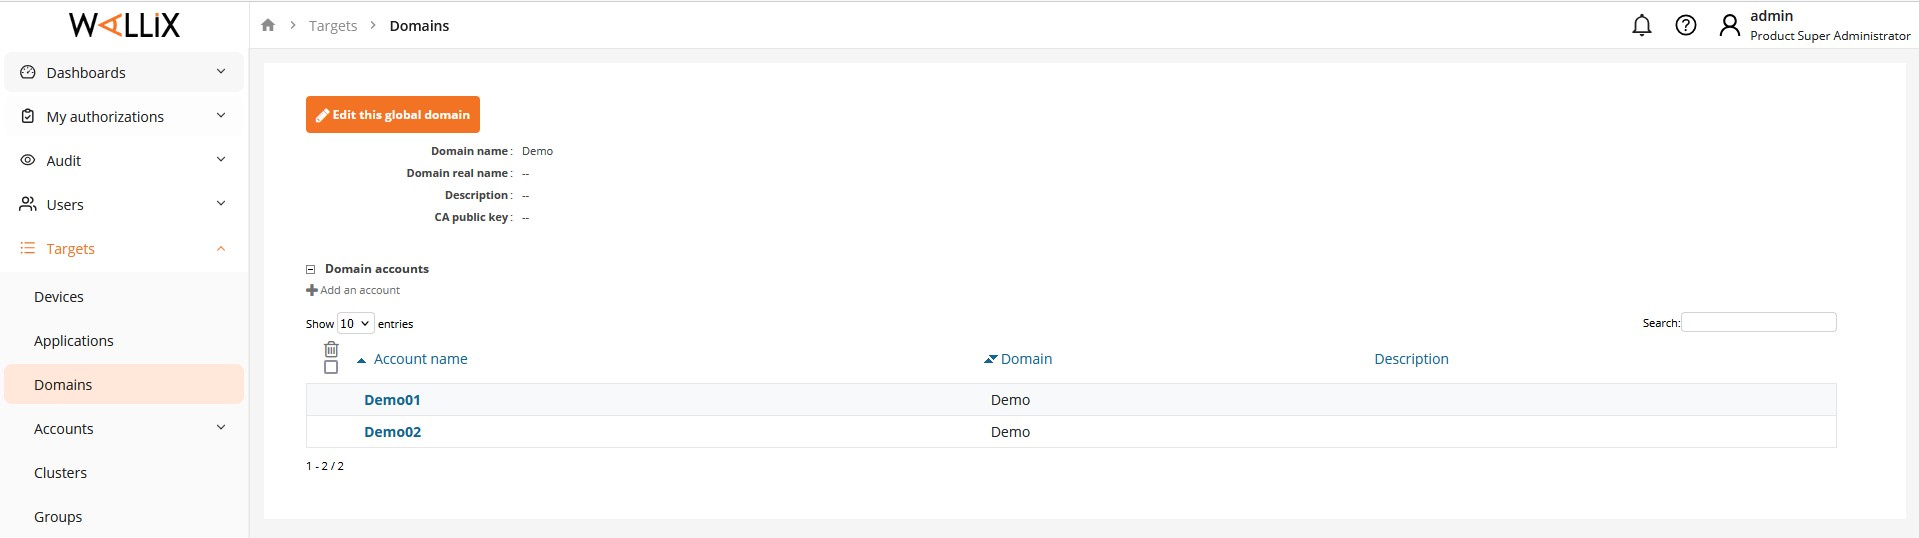 WALLIX
Targets
Domains
admin
Product Super Administrator
Dashboards
My authorizations
Audit
Users
Targets
Devices
Applications
Domains
Accounts
Clusters
Groups
Edit this global domain
Domain name : Demo
Domain real name : --
Description : --
CA public key : --
Domain accounts
Add an account
Show 10 entries
Search:
Account name Domain Description
Demo01 Demo
Demo02 Demo
1 - 2 / 2